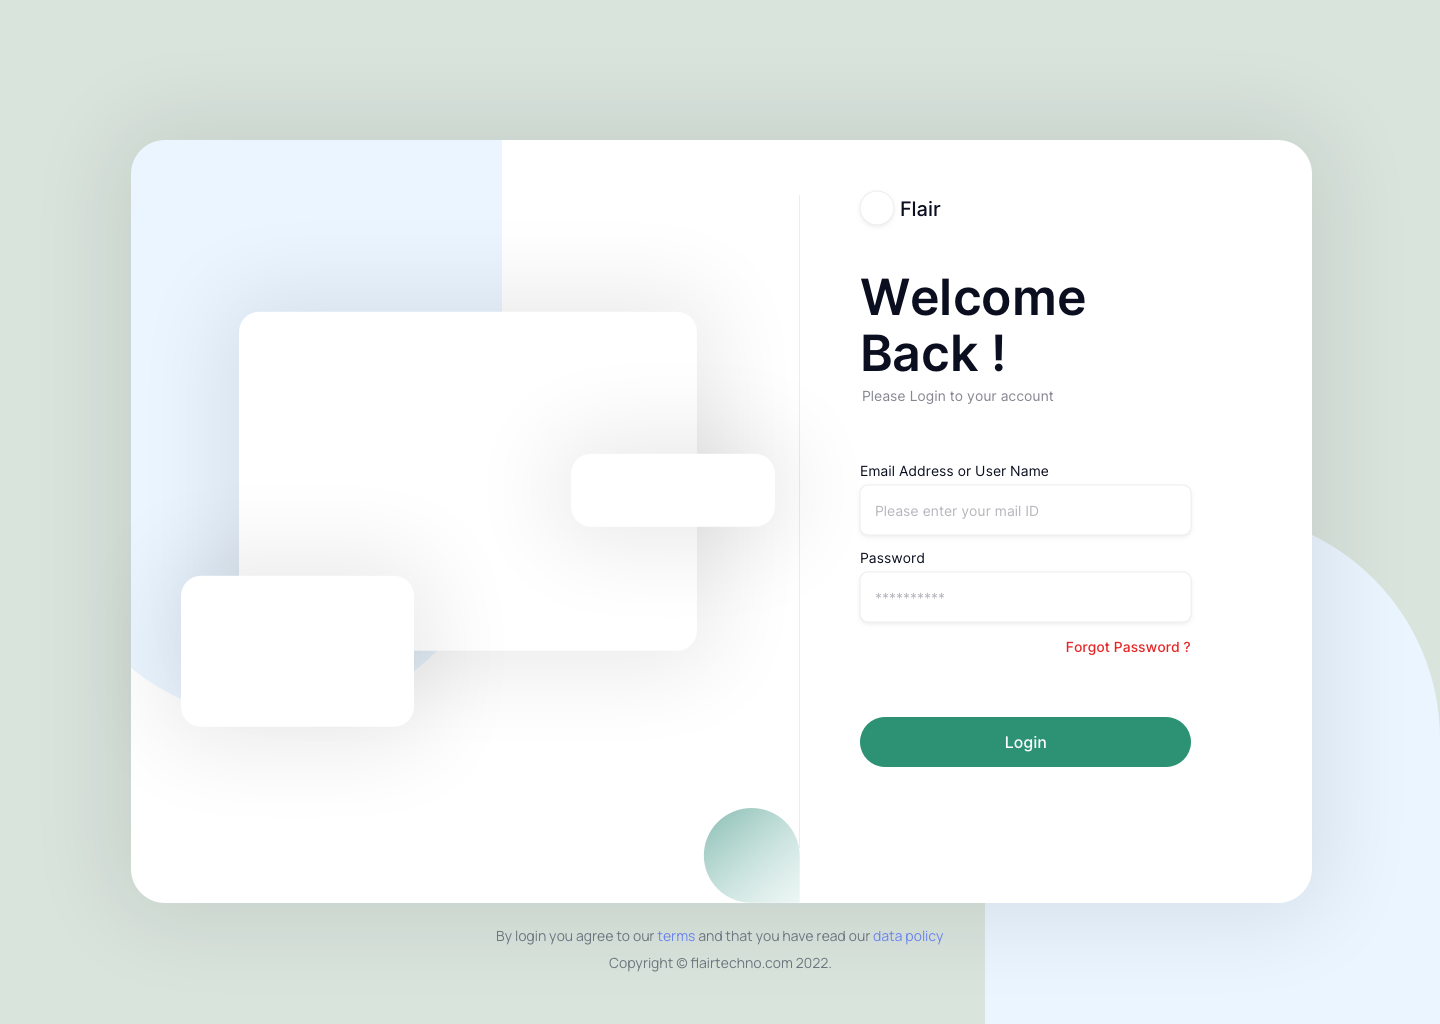 Flair
Welcome
Back !
Please Login to your account
Email Address or User Name
Please enter your mail ID
Password
**********
Forgot Password ?
Login
By login you agree to our terms and that you have read our data policy
Copyright © flairtechno.com 2022.